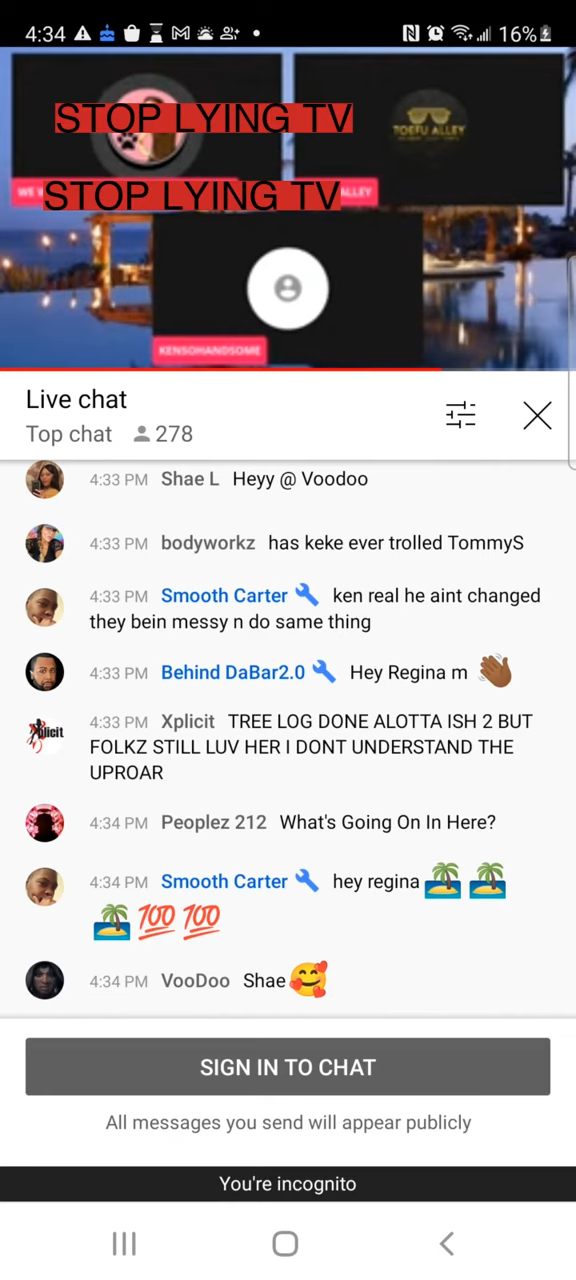 4:34
16%
STOP LYING TV
TOEFU ALLEY
WE
STOP LYING TV
ALLEY
KENSOHANDSOME
Live chat
Top chat 278
4:33 PM Shae L Heyy @ Voodoo
4:33 PM bodyworkz has keke ever trolled TommyS
4:33 PM Smooth Carter ken real he aint changed
they bein messy n do same thing
4:33 PM Behind DaBar2.0 Hey Regina m
4:33 PM Xplicit TREE LOG DONE ALOTTA ISH 2 BUT
FOLKZ STILL LUV HER I DONT UNDERSTAND THE
UPROAR
4:34 PM Peoplez 212 What's Going On In Here?
4:34 PM Smooth Carter hey regina 🏝️ 🏝️
🏝️ 💯 💯
4:34 PM VooDoo Shae 🥰
SIGN IN TO CHAT
All messages you send will appear publicly
You're incognito